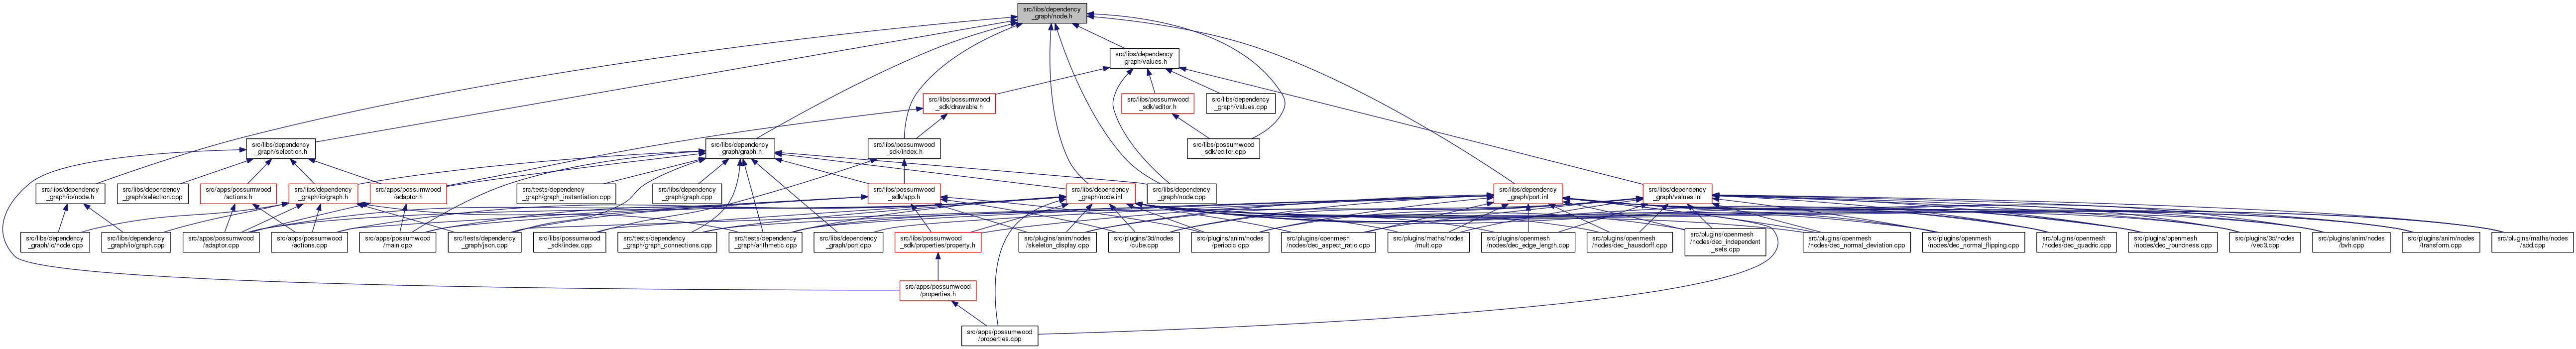 src/libs/dependency
_graph/node.h
src/libs/dependency
_graph/values.h
src/libs/possumwood
_sdk/drawable.h
src/libs/possumwood
_sdk/editor.h
src/libs/dependency
_graph/values.cpp
src/libs/dependency
_graph/selection.h
src/libs/dependency
_graph/graph.h
src/libs/possumwood
_sdk/index.h
src/libs/possumwood
_sdk/editor.cpp
src/libs/dependency
_graph/io/node.h
src/libs/dependency
_graph/selection.cpp
src/apps/possumwood
/actions.h
src/libs/dependency
_graph/io/graph.h
src/apps/possumwood
/adaptor.h
src/tests/dependency
_graph/graph_instantiation.cpp
src/libs/dependency
_graph/graph.cpp
src/libs/possumwood
_sdk/app.h
src/libs/dependency
_graph/node.inl
src/libs/dependency
_graph/node.cpp
src/libs/dependency
_graph/port.inl
src/libs/dependency
_graph/values.inl
src/libs/dependency
_graph/io/node.cpp
src/libs/dependency
_graph/io/graph.cpp
src/apps/possumwood
/adaptor.cpp
src/apps/possumwood
/actions.cpp
src/apps/possumwood
/main.cpp
src/tests/dependency
_graph/json.cpp
src/libs/possumwood
_sdk/index.cpp
src/tests/dependency
_graph/graph_connections.cpp
src/tests/dependency
_graph/arithmetic.cpp
src/libs/dependency
_graph/port.cpp
src/libs/possumwood
_sdk/properties/property.h
src/plugins/anim/nodes
/skeleton_display.cpp
src/plugins/3d/nodes
/cube.cpp
src/plugins/anim/nodes
/periodic.cpp
src/plugins/openmesh
/nodes/dec_aspect_ratio.cpp
src/plugins/maths/nodes
/mult.cpp
src/plugins/openmesh
/nodes/dec_edge_length.cpp
src/plugins/openmesh
/nodes/dec_hausdorff.cpp
src/plugins/openmesh
/nodes/dec_independent
_sets.cpp
src/plugins/openmesh
/nodes/dec_normal_deviation.cpp
src/plugins/openmesh
/nodes/dec_normal_flipping.cpp
src/plugins/openmesh
/nodes/dec_quadric.cpp
src/plugins/openmesh
/nodes/dec_roundness.cpp
src/plugins/3d/nodes
/vec3.cpp
src/plugins/anim/nodes
/bvh.cpp
src/plugins/anim/nodes
/transform.cpp
src/plugins/maths/nodes
/add.cpp
src/apps/possumwood
/properties.h
src/apps/possumwood
/properties.cpp